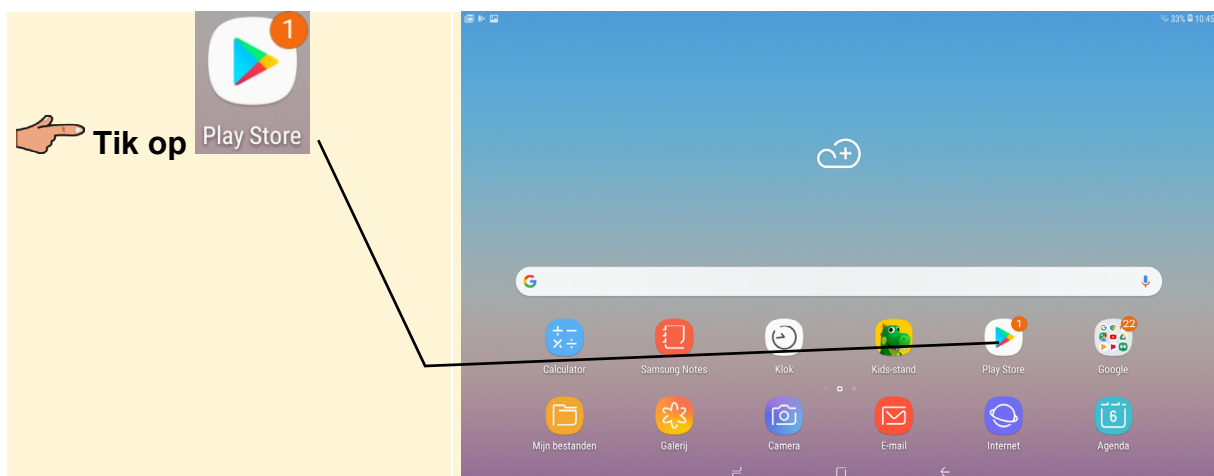 1
Play Store
Tik op
33% 10:45
Calculator
Samsung Notes
Klok
Kids-stand
1
Play Store
22
Google
Mijn bestanden
Galerij
Camera
E-mail
Internet
6
Agenda